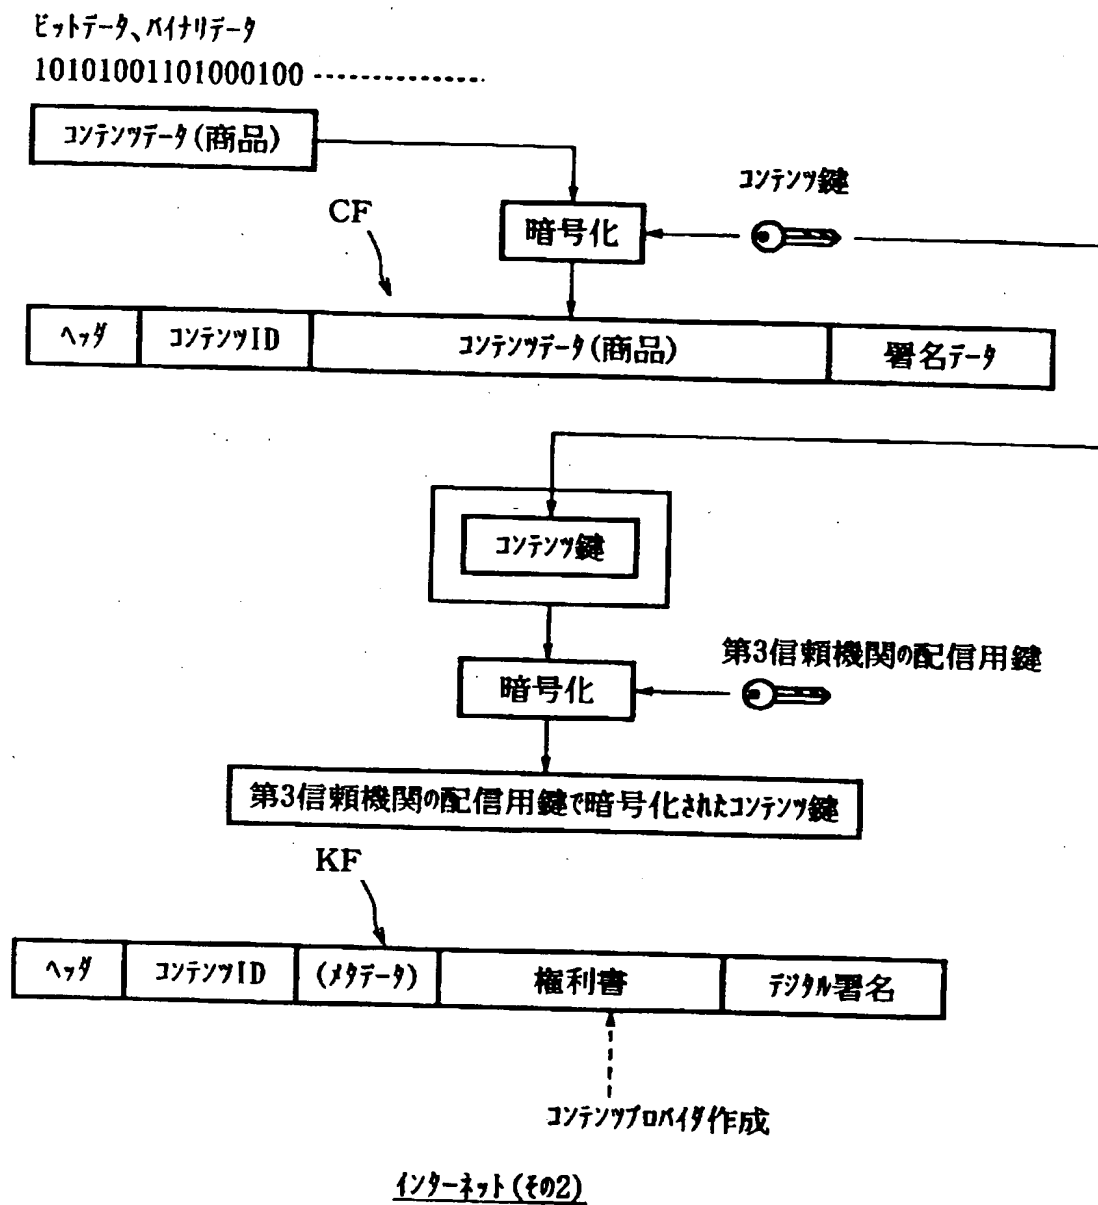 ビットデータ、バイナリデータ
10101001101000100 ---------------
コンテンツデータ(商品)
コンテンツ鍵
CF
暗号化
ヘッダ コンテンツID コンテンツデータ(商品) 署名データ
コンテンツ鍵
第3信頼機関の配信用鍵
暗号化
第3信頼機関の配信用鍵で暗号化されたコンテンツ鍵
KF
ヘッダ コンテンツID (メタデータ) 権利書 デジタル署名
コンテンツプロバイダ作成
インターネット(その2)